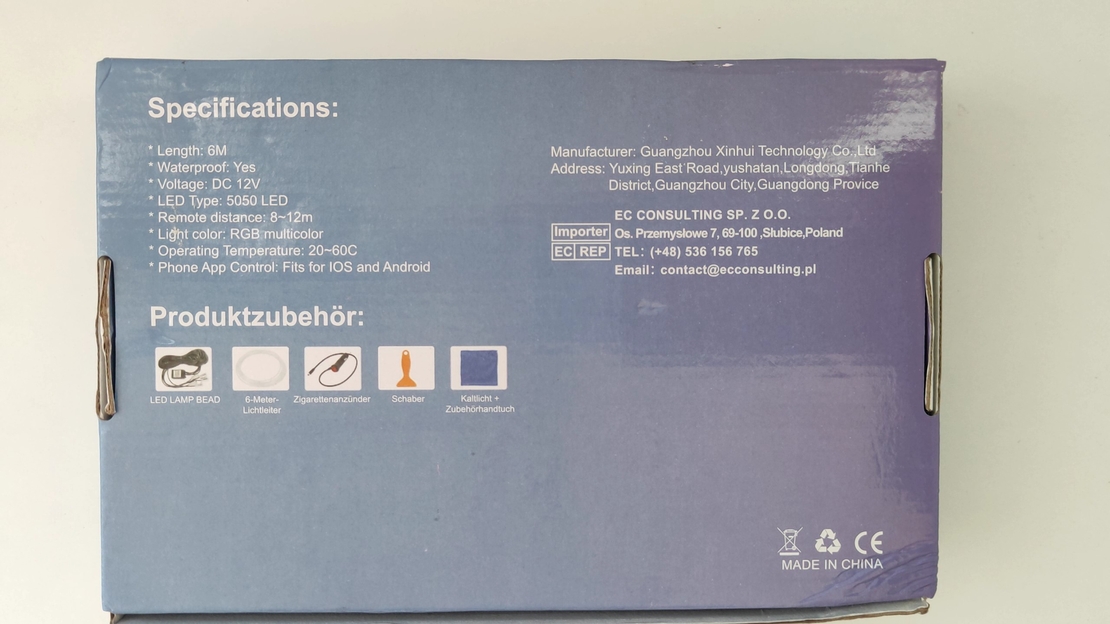 Specifications:
* Length: 6M
* Waterproof: Yes
* Voltage: DC 12V
* LED Type: 5050 LED
* Remote distance: 8~12m
* Light color: RGB multicolor
* Operating Temperature: 20~60C
* Phone App Control: Fits for IOS and Android
Manufacturer: Guangzhou Xinhui Technology Co.,Ltd
Address: Yuxing East Road,yushatan,Longdong,Tianhe
District,Guangzhou City,Guangdong Provice
EC CONSULTING SP. Z O.O.
Importer Os. Przemysłowe 7, 69-100 ,Słubice,Poland
EC REP TEL: (+48) 536 156 765
Email: contact@ecconsulting.pl
Produktzubehör:
LED LAMP BEAD
6-Meter-
Lichtleiter
Zigarettenanzünder
Schaber
Kaltlicht +
Zubehörhandtuch
CE
MADE IN CHINA